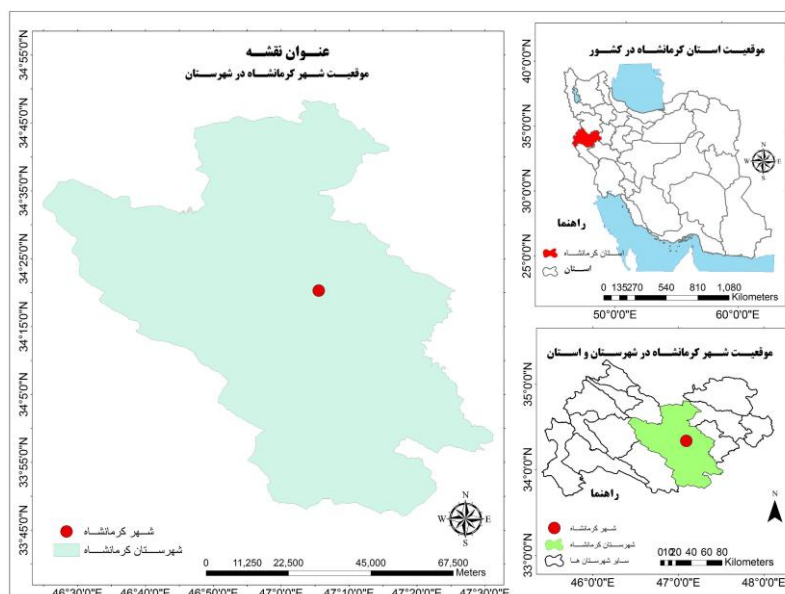 عنوان نقشه
موقعیت شهر کرمانشاه در شهرستان
34°55'0"N
34°45'0"N
34°35'0"N
34°25'0"N
34°15'0"N
34°5'0"N
33°55'0"N
33°45'0"N
N
W E
S
شهر کرمانشاه
شهرستان کرمانشاه
0 11,250 22,500 45,000 67,500
Meters
46°30'0"E 46°40'0"E 46°50'0"E 47°0'0"E 47°10'0"E 47°20'0"E 47°30'0"E
موقعیت استان کرمانشاه در کشور
40°0'0"N
35°0'0"N
30°0'0"N
25°0'0"N
N
W E
S
راهنما
استان کرمانشاه
استان
0 135270 540 810 1,080
Kilometers
50°0'0"E 60°0'0"E
موقعیت شهر کرمانشاه در شهرستان و استان
35°0'0"N
34°0'0"N
33°0'0"N
راهنما
N
شهر کرمانشاه
شهرستان کرمانشاه
سایر شهرستان ها
01020 40 60 80
Kilometers
46°0'0"E 47°0'0"E 48°0'0"E